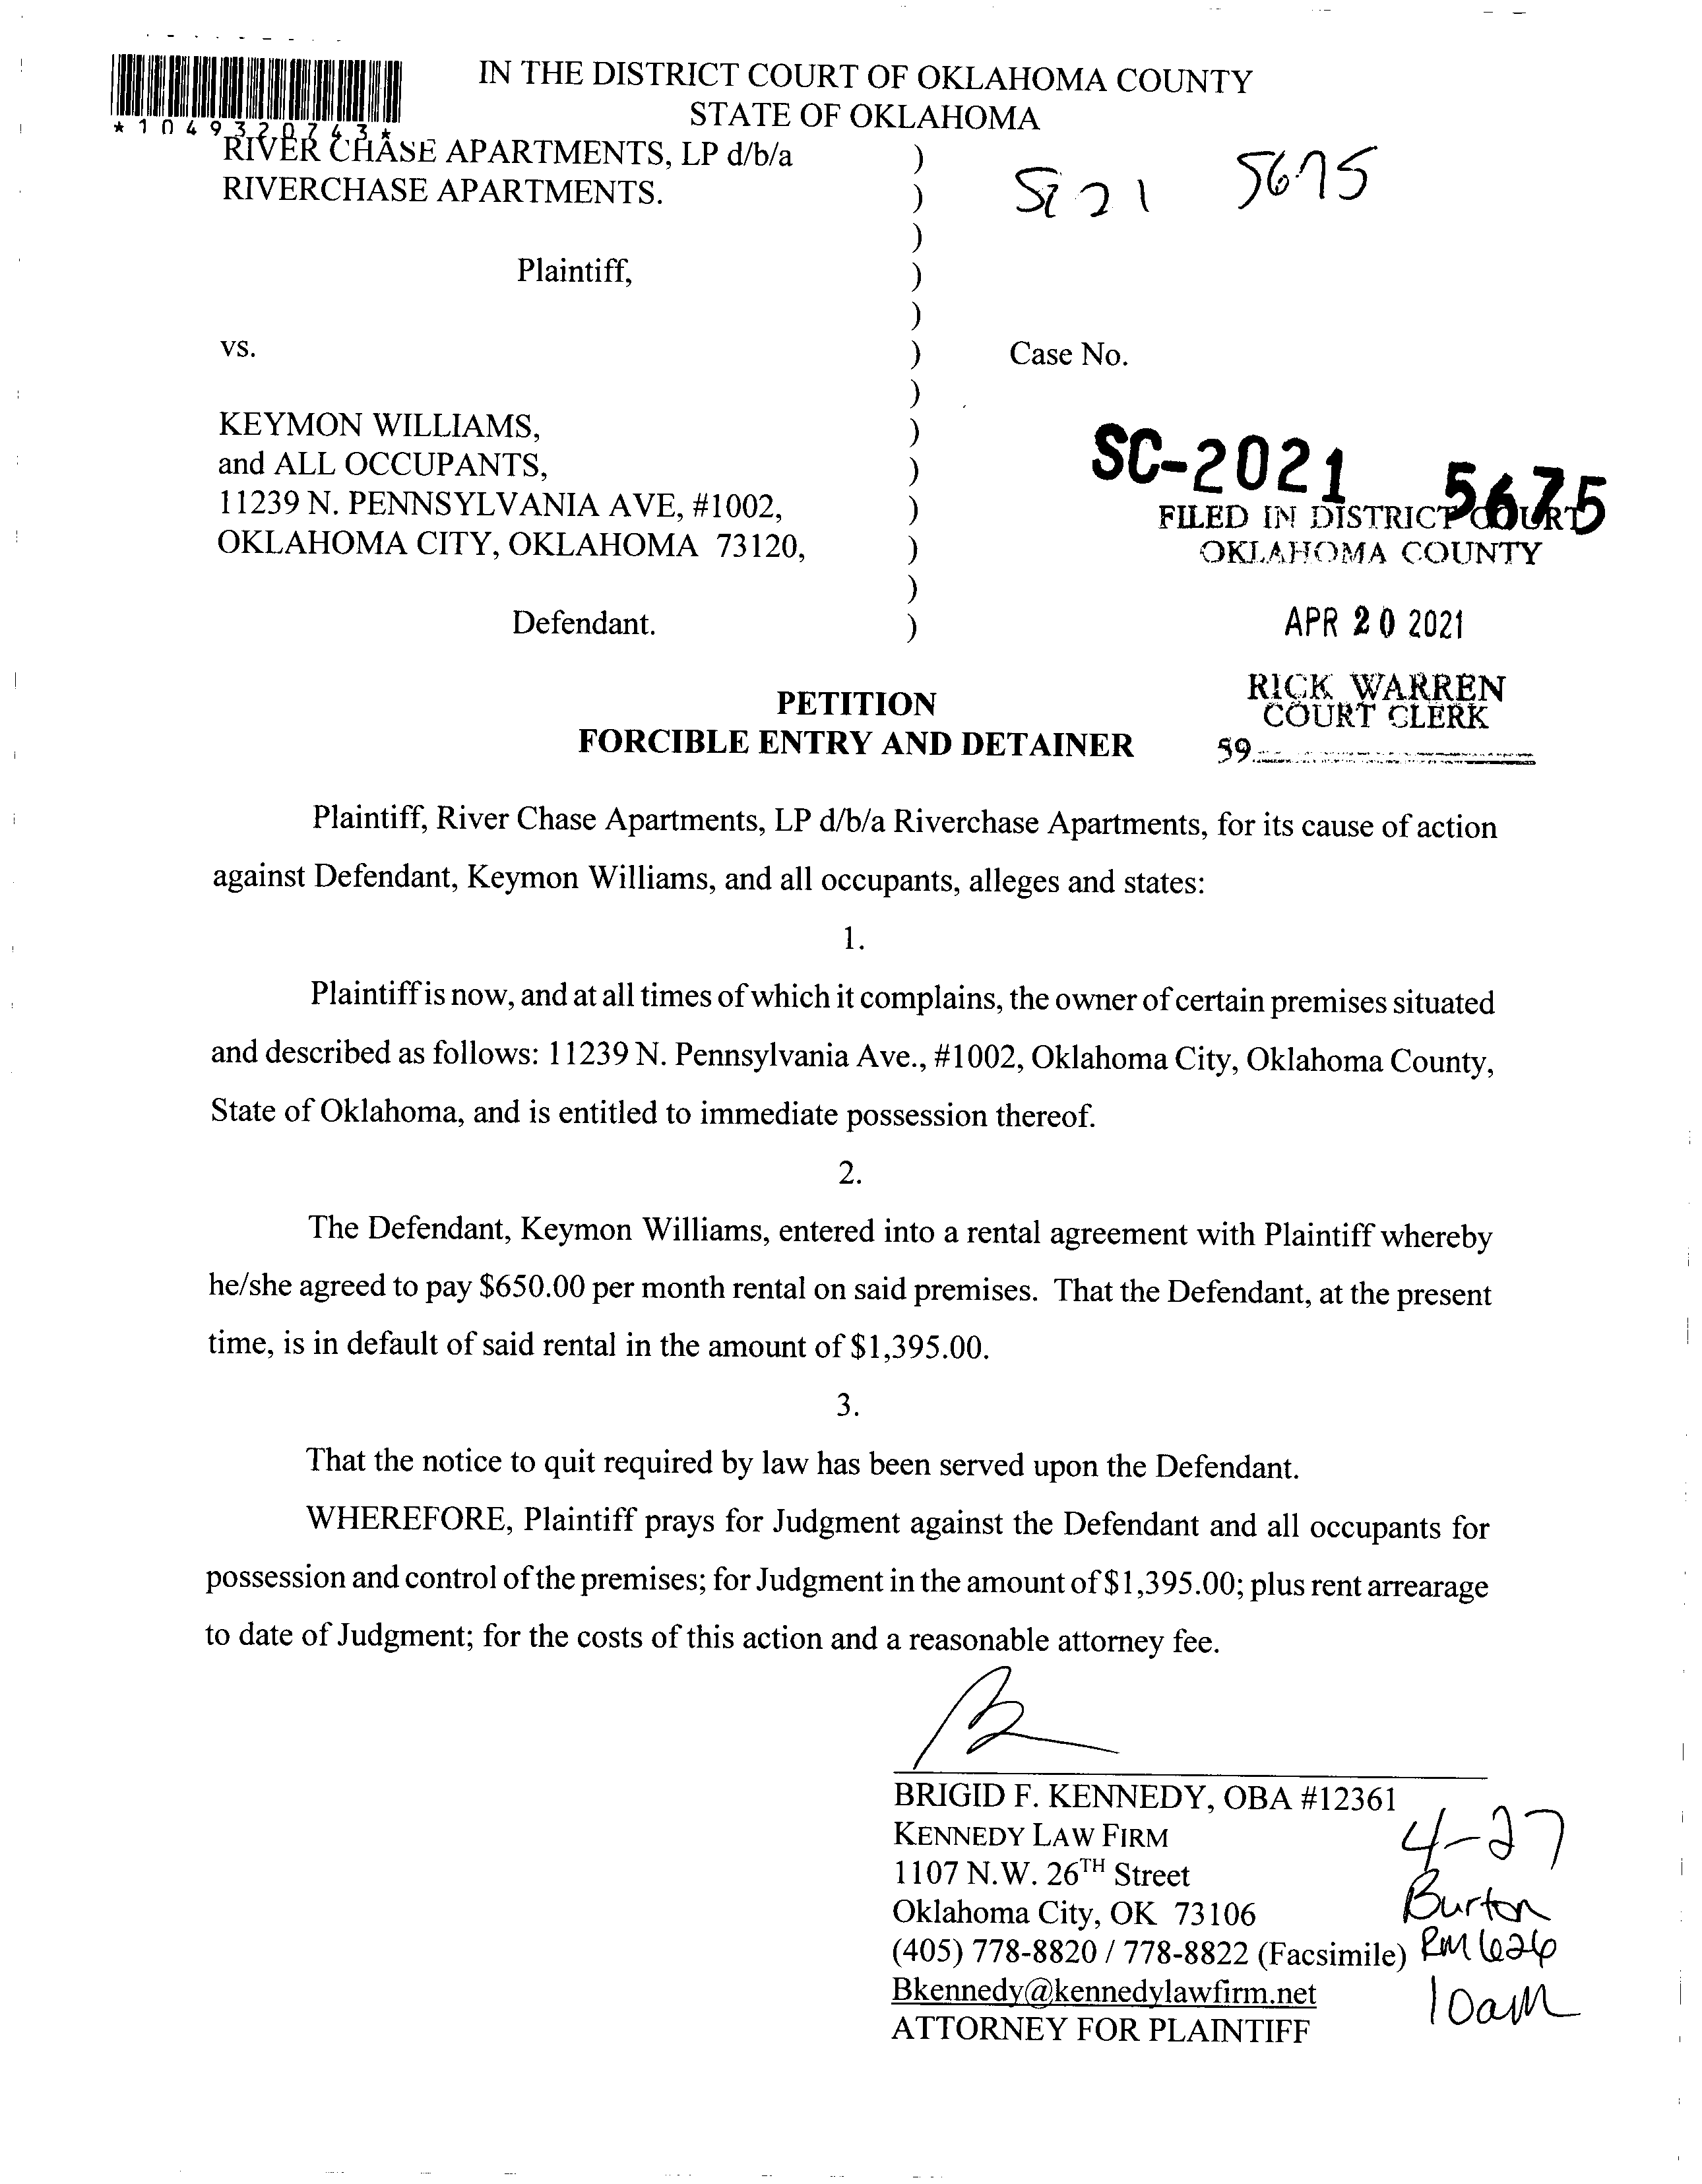 IN THE DISTRICT COURT OF OKLAHOMA COUNTY
STATE OF OKLAHOMA
*1049320743*
RIVER CHASE APARTMENTS, LP d/b/a )
RIVERCHASE APARTMENTS. )
)
21 5675
Plaintiff, )
)
vs. ) Case No.
)
KEYMON WILLIAMS, )
and ALL OCCUPANTS, )
11239 N. PENNSYLVANIA AVE, #1002, )
OKLAHOMA CITY, OKLAHOMA 73120, )
)
Defendant. )
SC-2021 5675
FILED IN DISTRICT COURT
OKLAHOMA COUNTY
APR 20 2021
RICK WARREN
COURT CLERK
59
PETITION
FORCIBLE ENTRY AND DETAINER
Plaintiff, River Chase Apartments, LP d/b/a Riverchase Apartments, for its cause of action
against Defendant, Keymon Williams, and all occupants, alleges and states:
1.
Plaintiff is now, and at all times of which it complains, the owner of certain premises situated
and described as follows: 11239 N. Pennsylvania Ave., #1002, Oklahoma City, Oklahoma County,
State of Oklahoma, and is entitled to immediate possession thereof.
2.
The Defendant, Keymon Williams, entered into a rental agreement with Plaintiff whereby
he/she agreed to pay $650.00 per month rental on said premises. That the Defendant, at the present
time, is in default of said rental in the amount of $1,395.00.
3.
That the notice to quit required by law has been served upon the Defendant.
WHEREFORE, Plaintiff prays for Judgment against the Defendant and all occupants for
possession and control of the premises; for Judgment in the amount of $1,395.00; plus rent arrearage
to date of Judgment; for the costs of this action and a reasonable attorney fee.
BRIGID F. KENNEDY, OBA #12361
KENNEDY LAW FIRM
1107 N.W. 26TH Street
Oklahoma City, OK 73106
(405) 778-8820 / 778-8822 (Facsimile)
Bkennedy@kennedylawfirm.net
ATTORNEY FOR PLAINTIFF
4-27
Burton
RM 626
10am